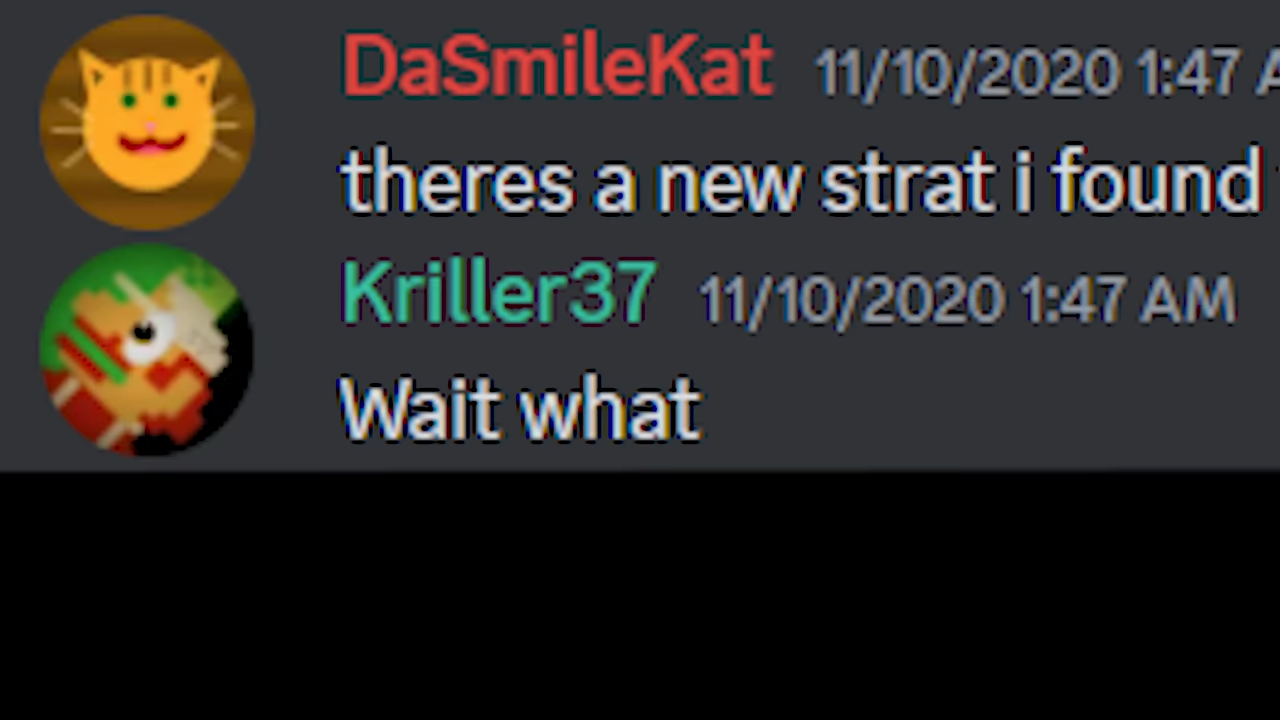 DaSmileKat 11/10/2020 1:47
theres a new strat i found
Kriller37 11/10/2020 1:47 AM
Wait what